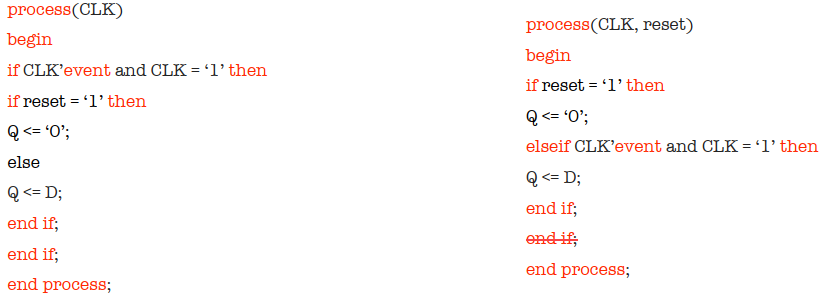 process(CLK)
begin
if CLK’event and CLK = ‘1’ then
if reset = ‘1’ then
Q <= ‘0’;
else
Q <= D;
end if;
end if;
end process;
process(CLK, reset)
begin
if reset = ‘1’ then
Q <= ‘0’;
elseif CLK’event and CLK = ‘1’ then
Q <= D;
end if;
end if;
end process;